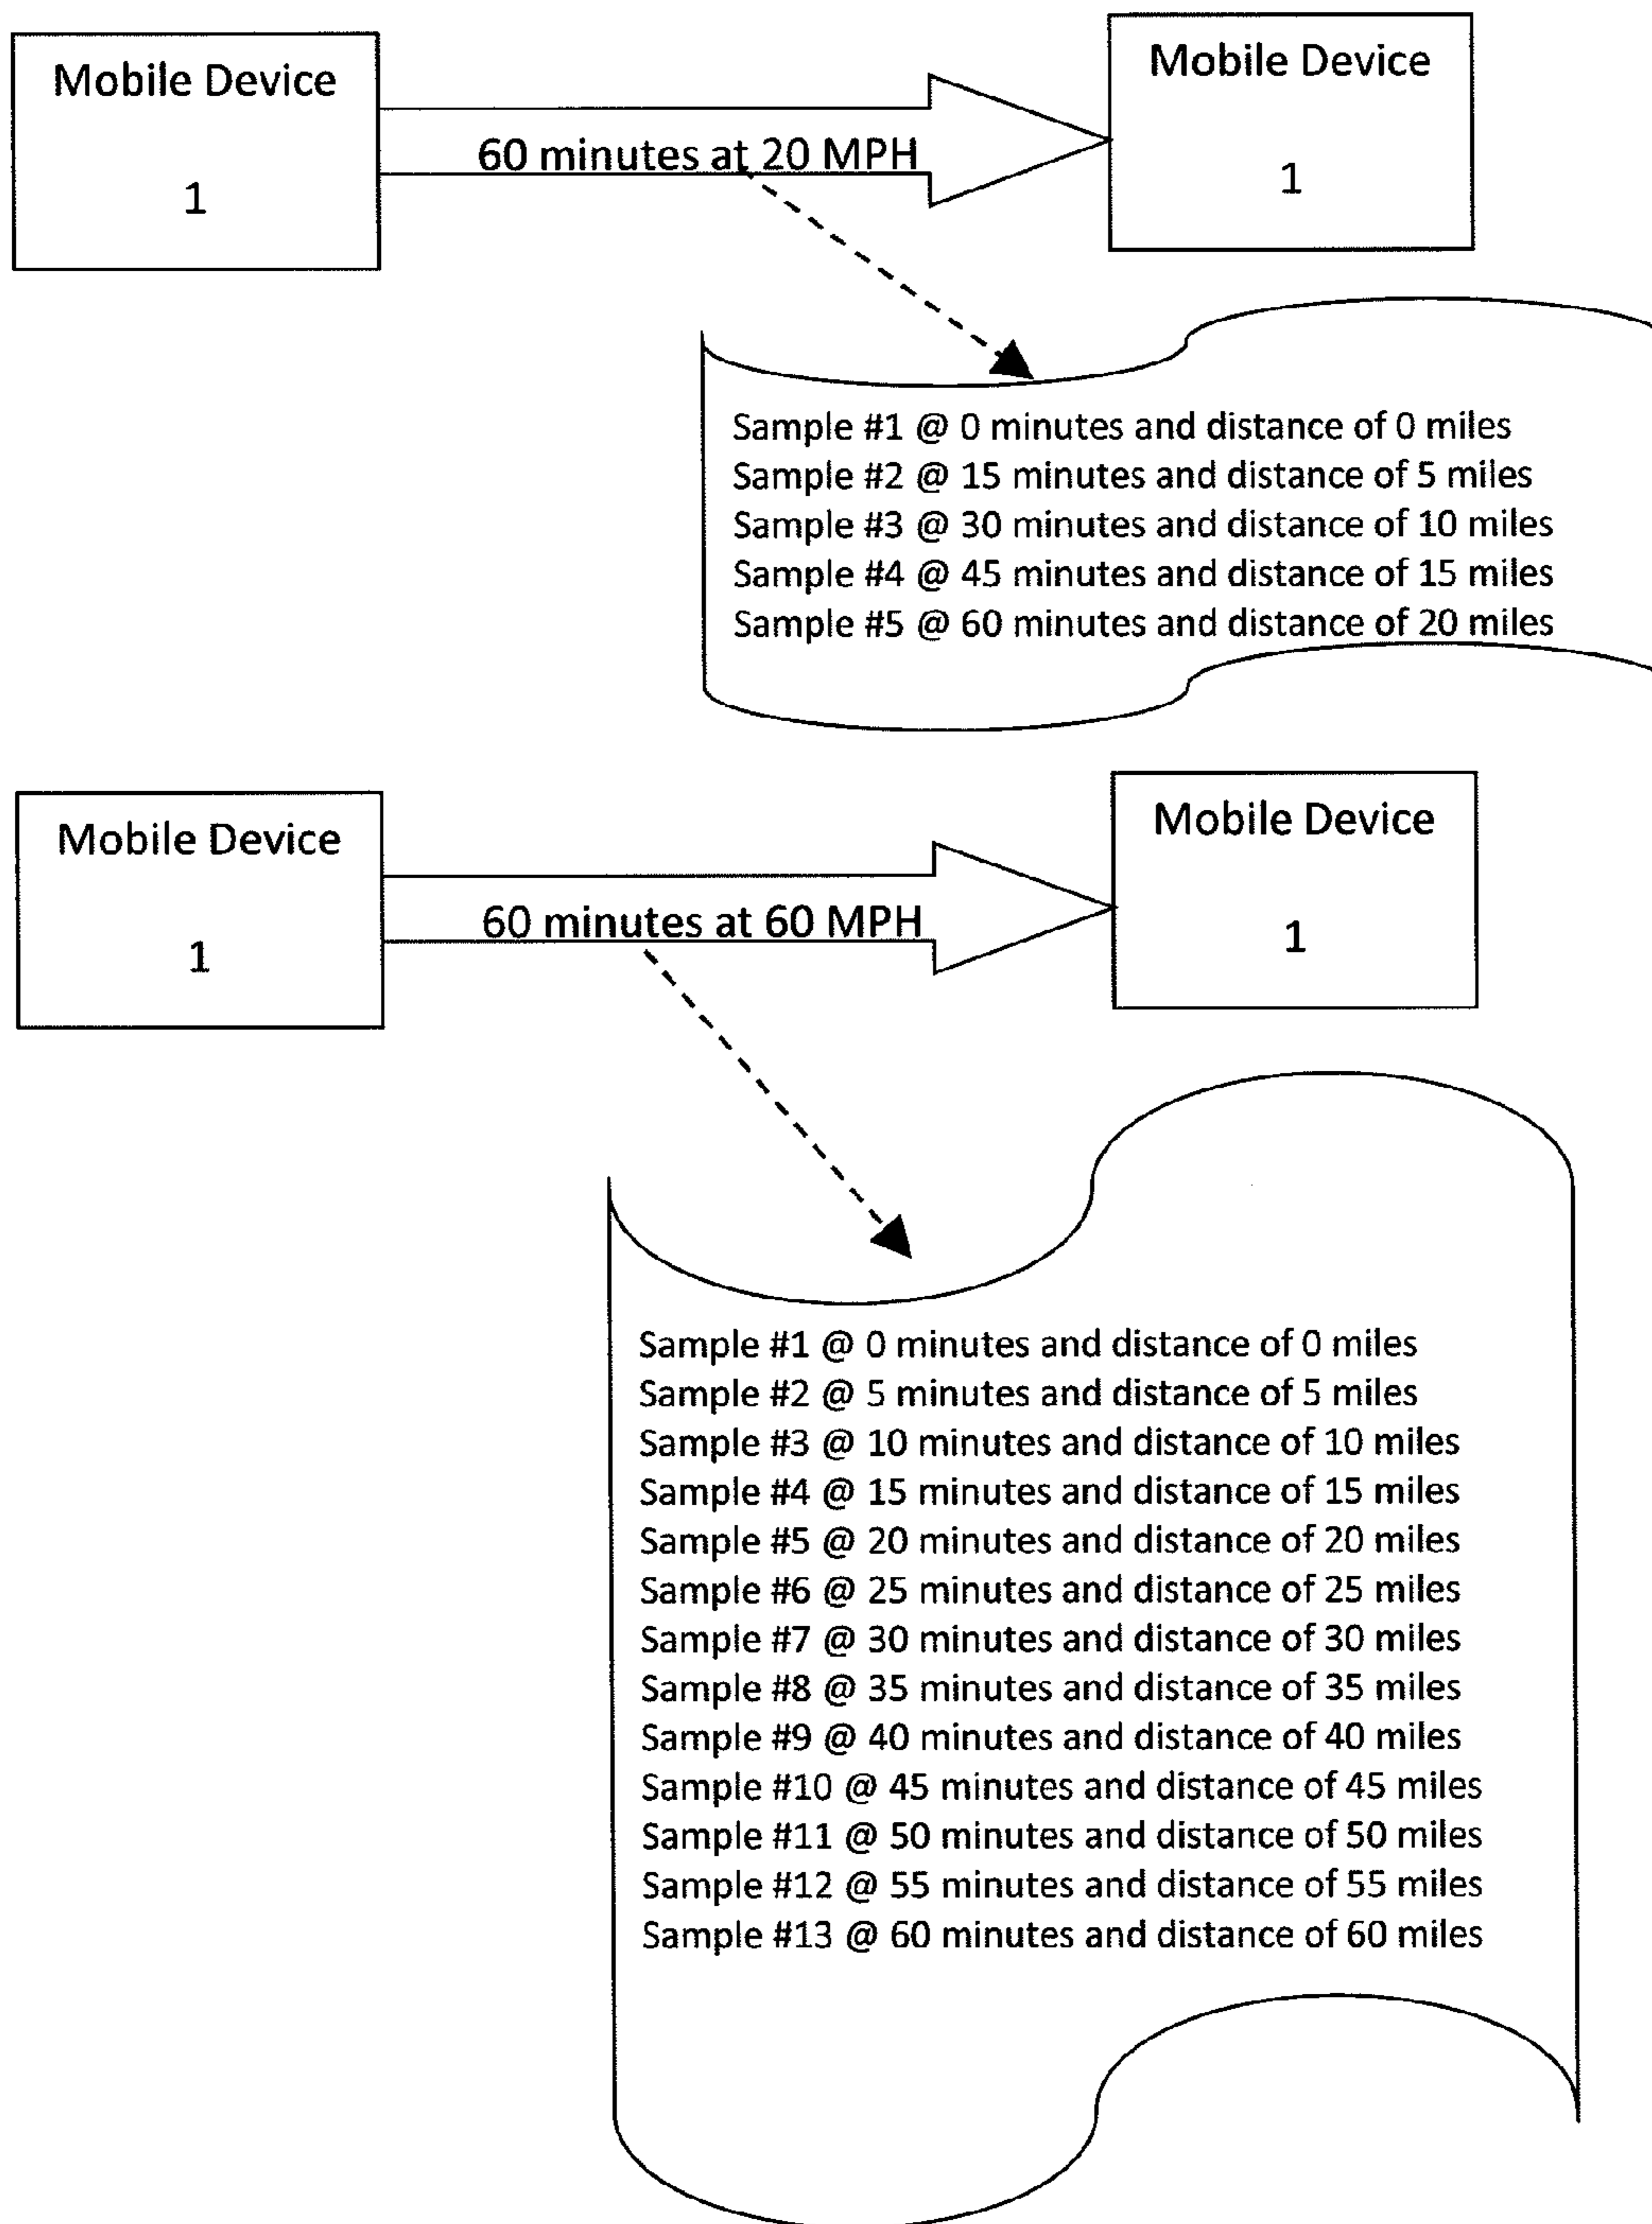 Mobile Device
1
60 minutes at 20 MPH
Mobile Device
1
Sample #1 @ 0 minutes and distance of 0 miles
Sample #2 @ 15 minutes and distance of 5 miles
Sample #3 @ 30 minutes and distance of 10 miles
Sample #4 @ 45 minutes and distance of 15 miles
Sample #5 @ 60 minutes and distance of 20 miles
Mobile Device
1
60 minutes at 60 MPH
Mobile Device
1
Sample #1 @ 0 minutes and distance of 0 miles
Sample #2 @ 5 minutes and distance of 5 miles
Sample #3 @ 10 minutes and distance of 10 miles
Sample #4 @ 15 minutes and distance of 15 miles
Sample #5 @ 20 minutes and distance of 20 miles
Sample #6 @ 25 minutes and distance of 25 miles
Sample #7 @ 30 minutes and distance of 30 miles
Sample #8 @ 35 minutes and distance of 35 miles
Sample #9 @ 40 minutes and distance of 40 miles
Sample #10 @ 45 minutes and distance of 45 miles
Sample #11 @ 50 minutes and distance of 50 miles
Sample #12 @ 55 minutes and distance of 55 miles
Sample #13 @ 60 minutes and distance of 60 miles